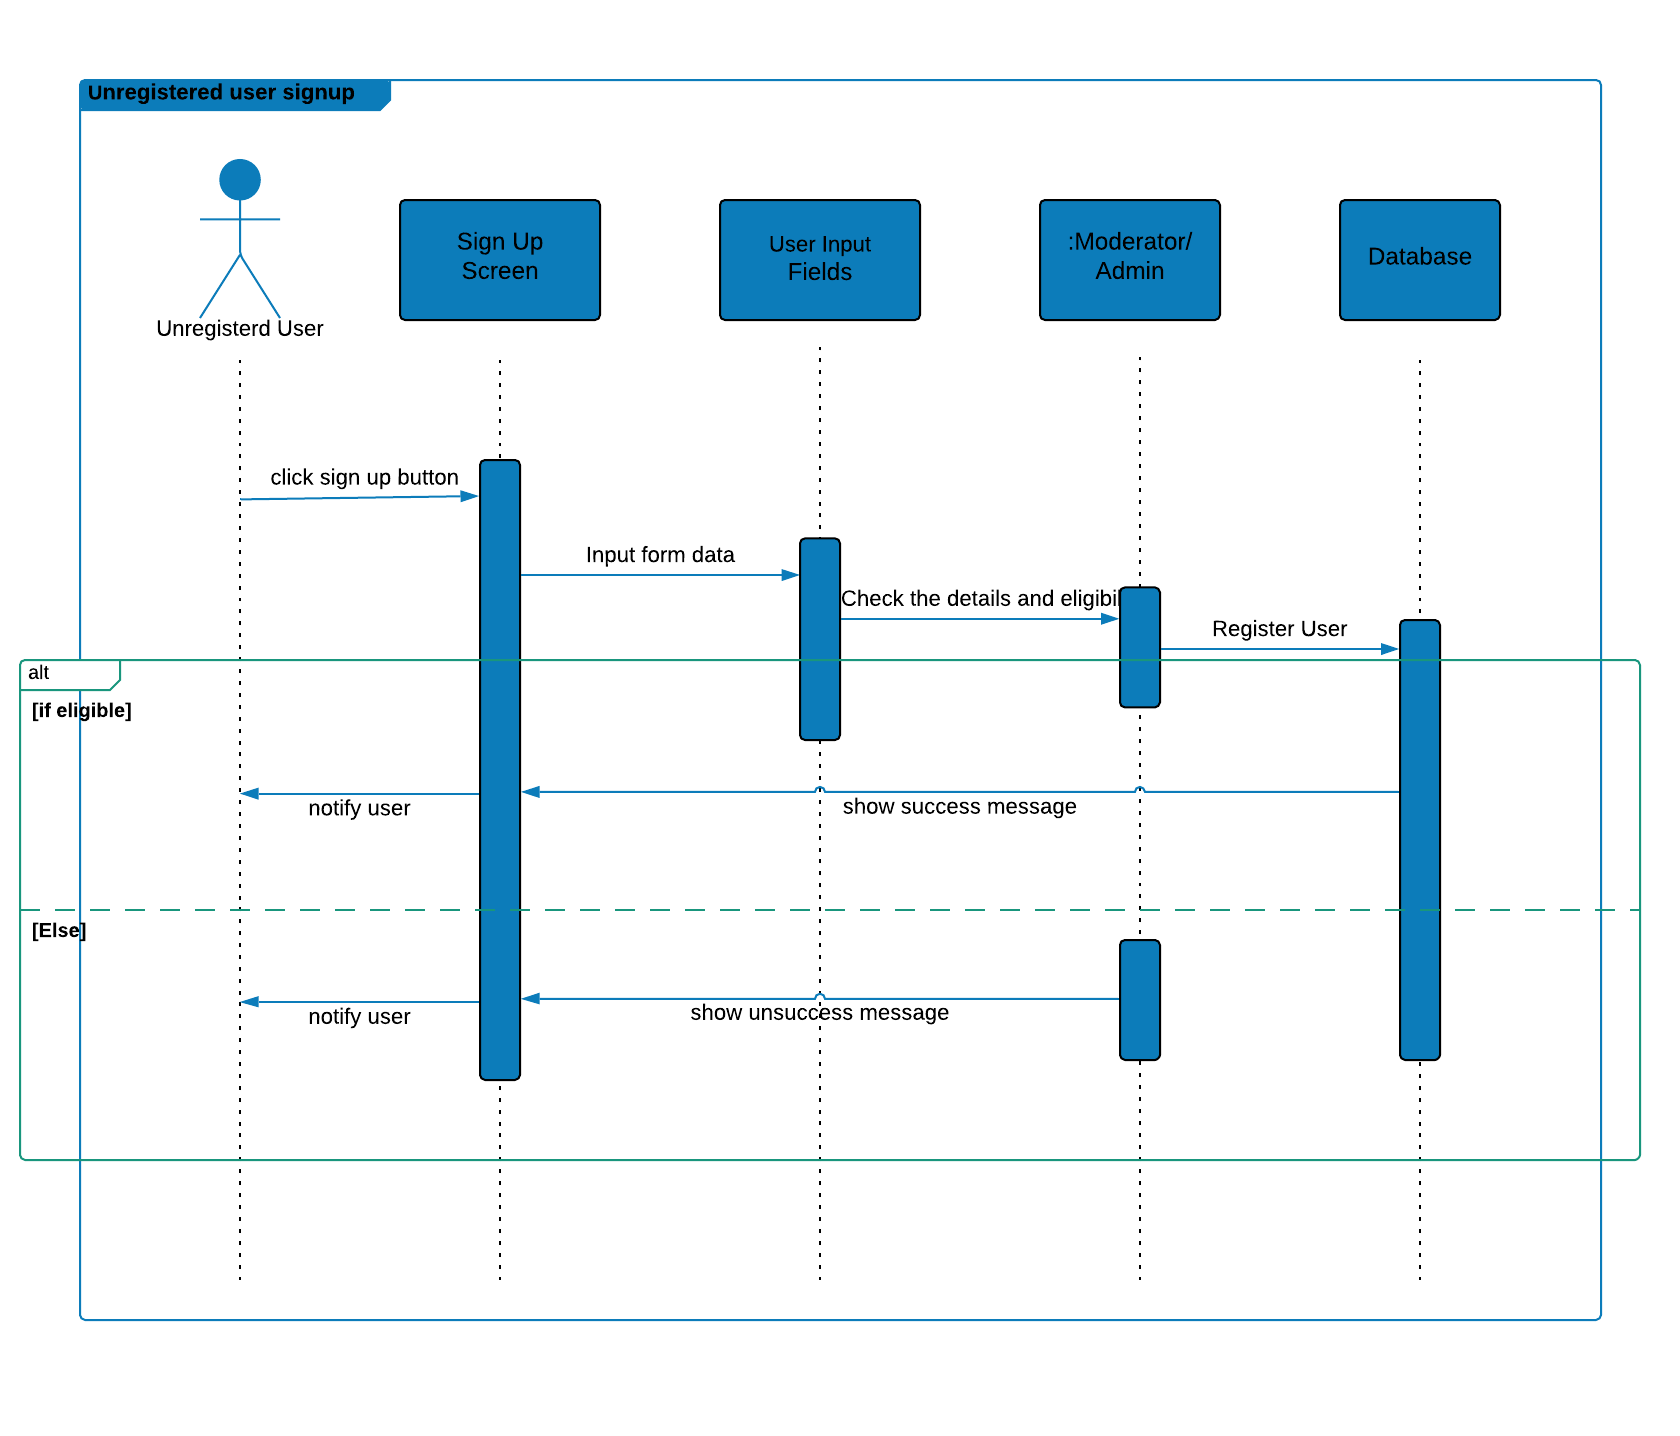 Unregistered user signup
Unregisterd User
Sign Up
Screen
User Input
Fields
:Moderator/
Admin
Database
click sign up button
Input form data
Check the details and eligibil
Register User
alt
[if eligible]
notify user
show success message
[Else]
notify user
show unsuccess message